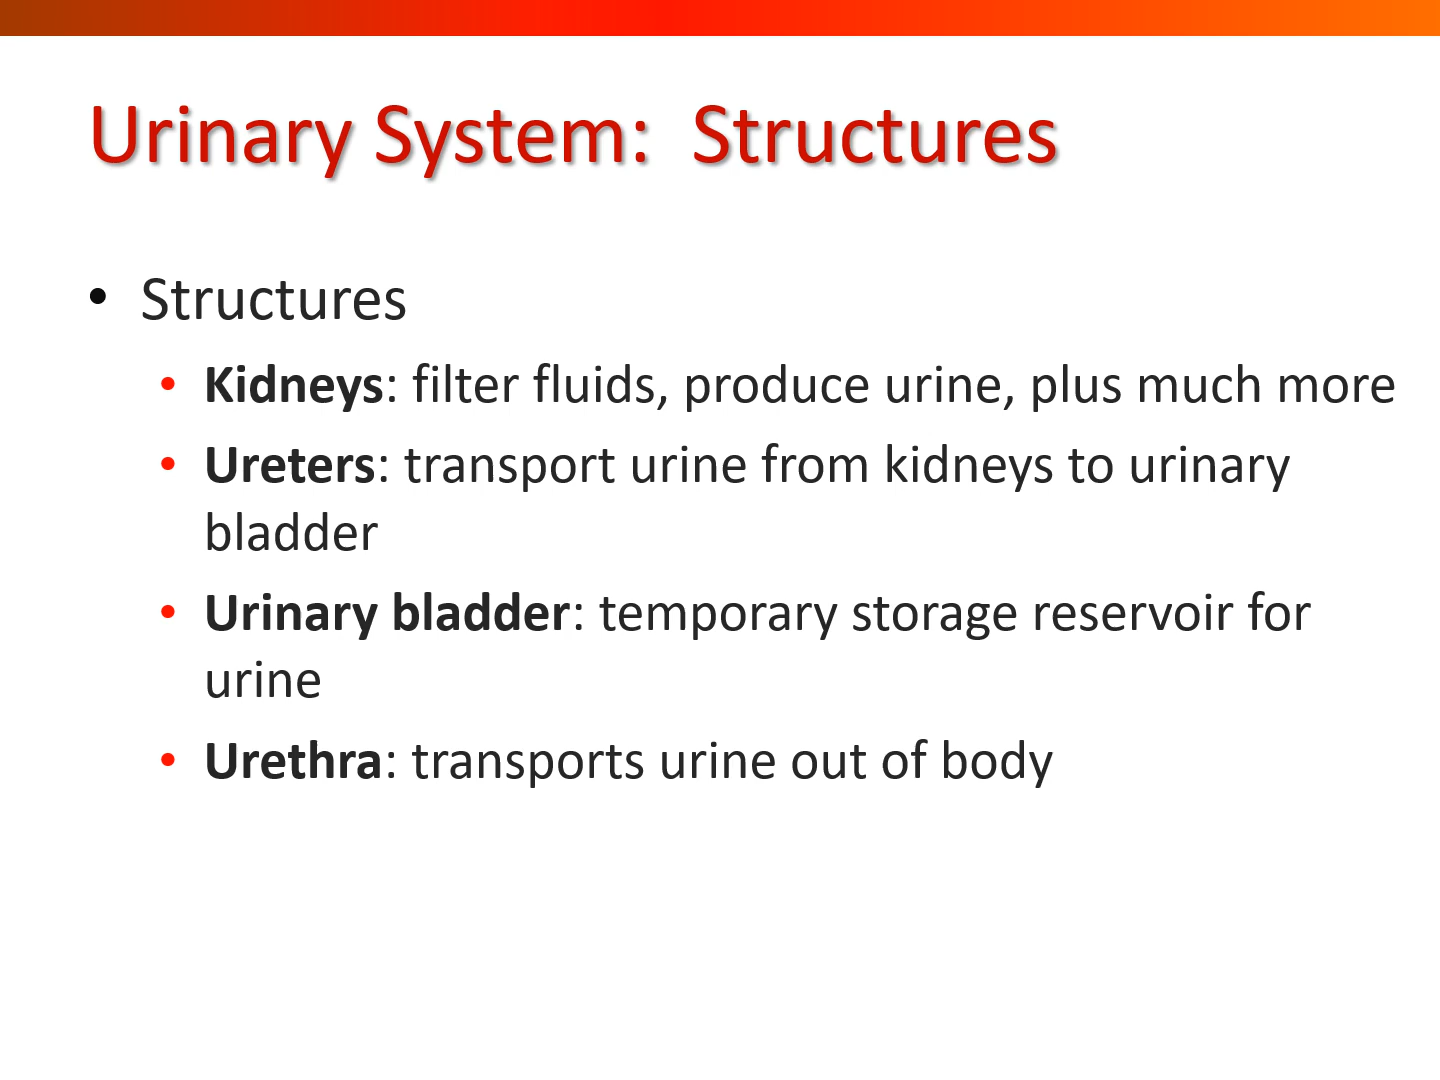 Urinary System:  Structures
• Structures
• Kidneys: filter fluids, produce urine, plus much more
• Ureters: transport urine from kidneys to urinary
bladder
• Urinary bladder: temporary storage reservoir for
urine
• Urethra: transports urine out of body